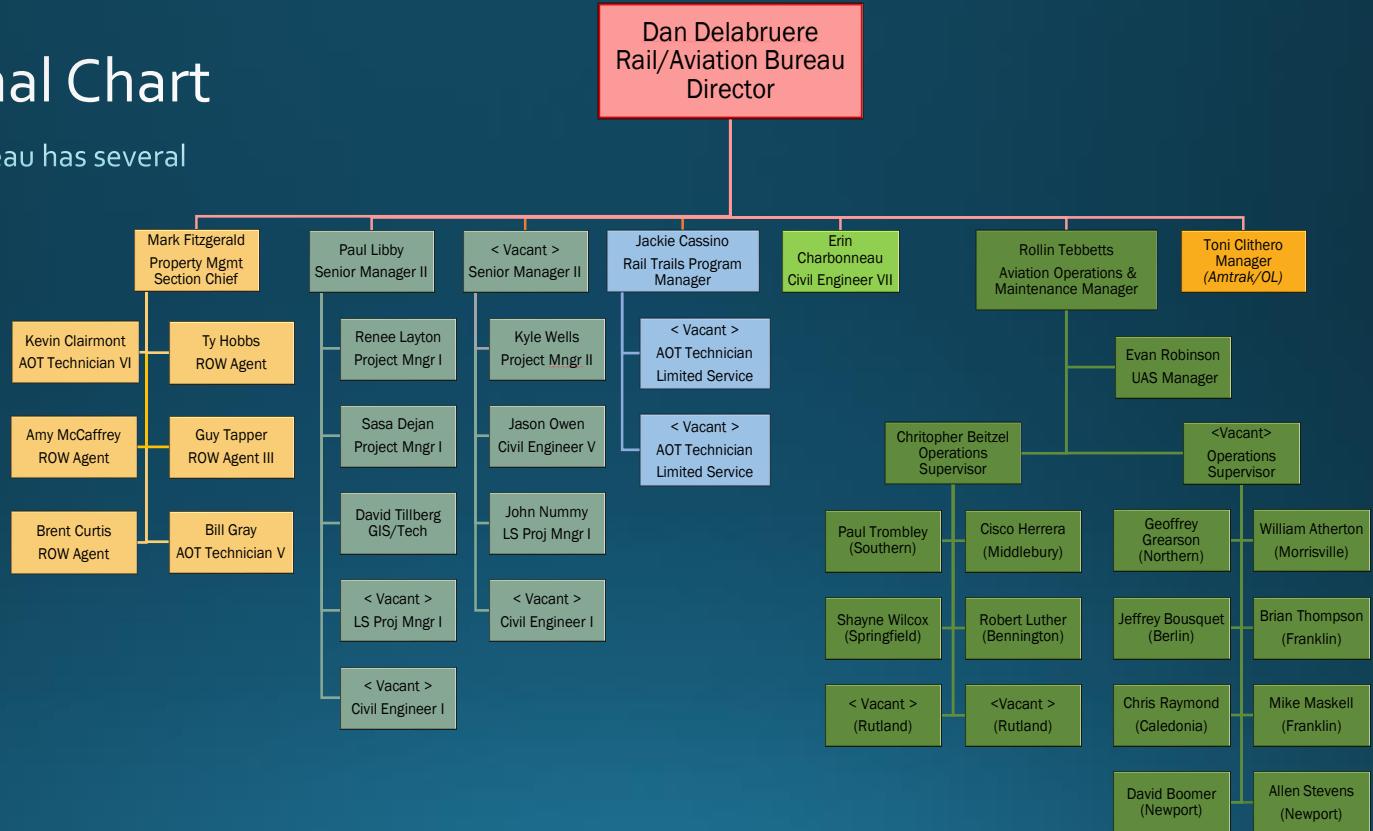 nal Chart
eau has several
Dan Delabruere
Rail/Aviation Bureau
Director
Mark Fitzgerald
Property Mgmt
Section Chief
Kevin Clairmont
AOT Technician VI
Ty Hobbs
ROW Agent
Amy McCaffrey
ROW Agent
Guy Tapper
ROW Agent III
Brent Curtis
ROW Agent
Bill Gray
AOT Technician V
Paul Libby
Senior Manager II
Renee Layton
Project Mngr I
Sasa Dejan
Project Mngr I
David Tillberg
GIS/Tech
< Vacant >
LS Proj Mngr I
< Vacant >
Civil Engineer I
< Vacant >
Senior Manager II
Kyle Wells
Project Mngr II
Jason Owen
Civil Engineer V
John Nummy
LS Proj Mngr I
< Vacant >
Civil Engineer I
Jackie Cassino
Rail Trails Program
Manager
< Vacant >
AOT Technician
Limited Service
< Vacant >
AOT Technician
Limited Service
Erin
Charbonneau
Civil Engineer VII
Rollin Tebbetts
Aviation Operations &
Maintenance Manager
Evan Robinson
UAS Manager
Chritopher Beitzel
Operations
Supervisor
Paul Trombley
(Southern)
Cisco Herrera
(Middlebury)
Shayne Wilcox
(Springfield)
Robert Luther
(Bennington)
< Vacant >
(Rutland)
<Vacant >
(Rutland)
<Vacant>
Operations
Supervisor
Geoffrey
Grearson
(Northern)
William Atherton
(Morrisville)
Jeffrey Bousquet
(Berlin)
Brian Thompson
(Franklin)
Chris Raymond
(Caledonia)
Mike Maskell
(Franklin)
David Boomer
(Newport)
Allen Stevens
(Newport)
Toni Clithero
Manager
(Amtrak/OL)